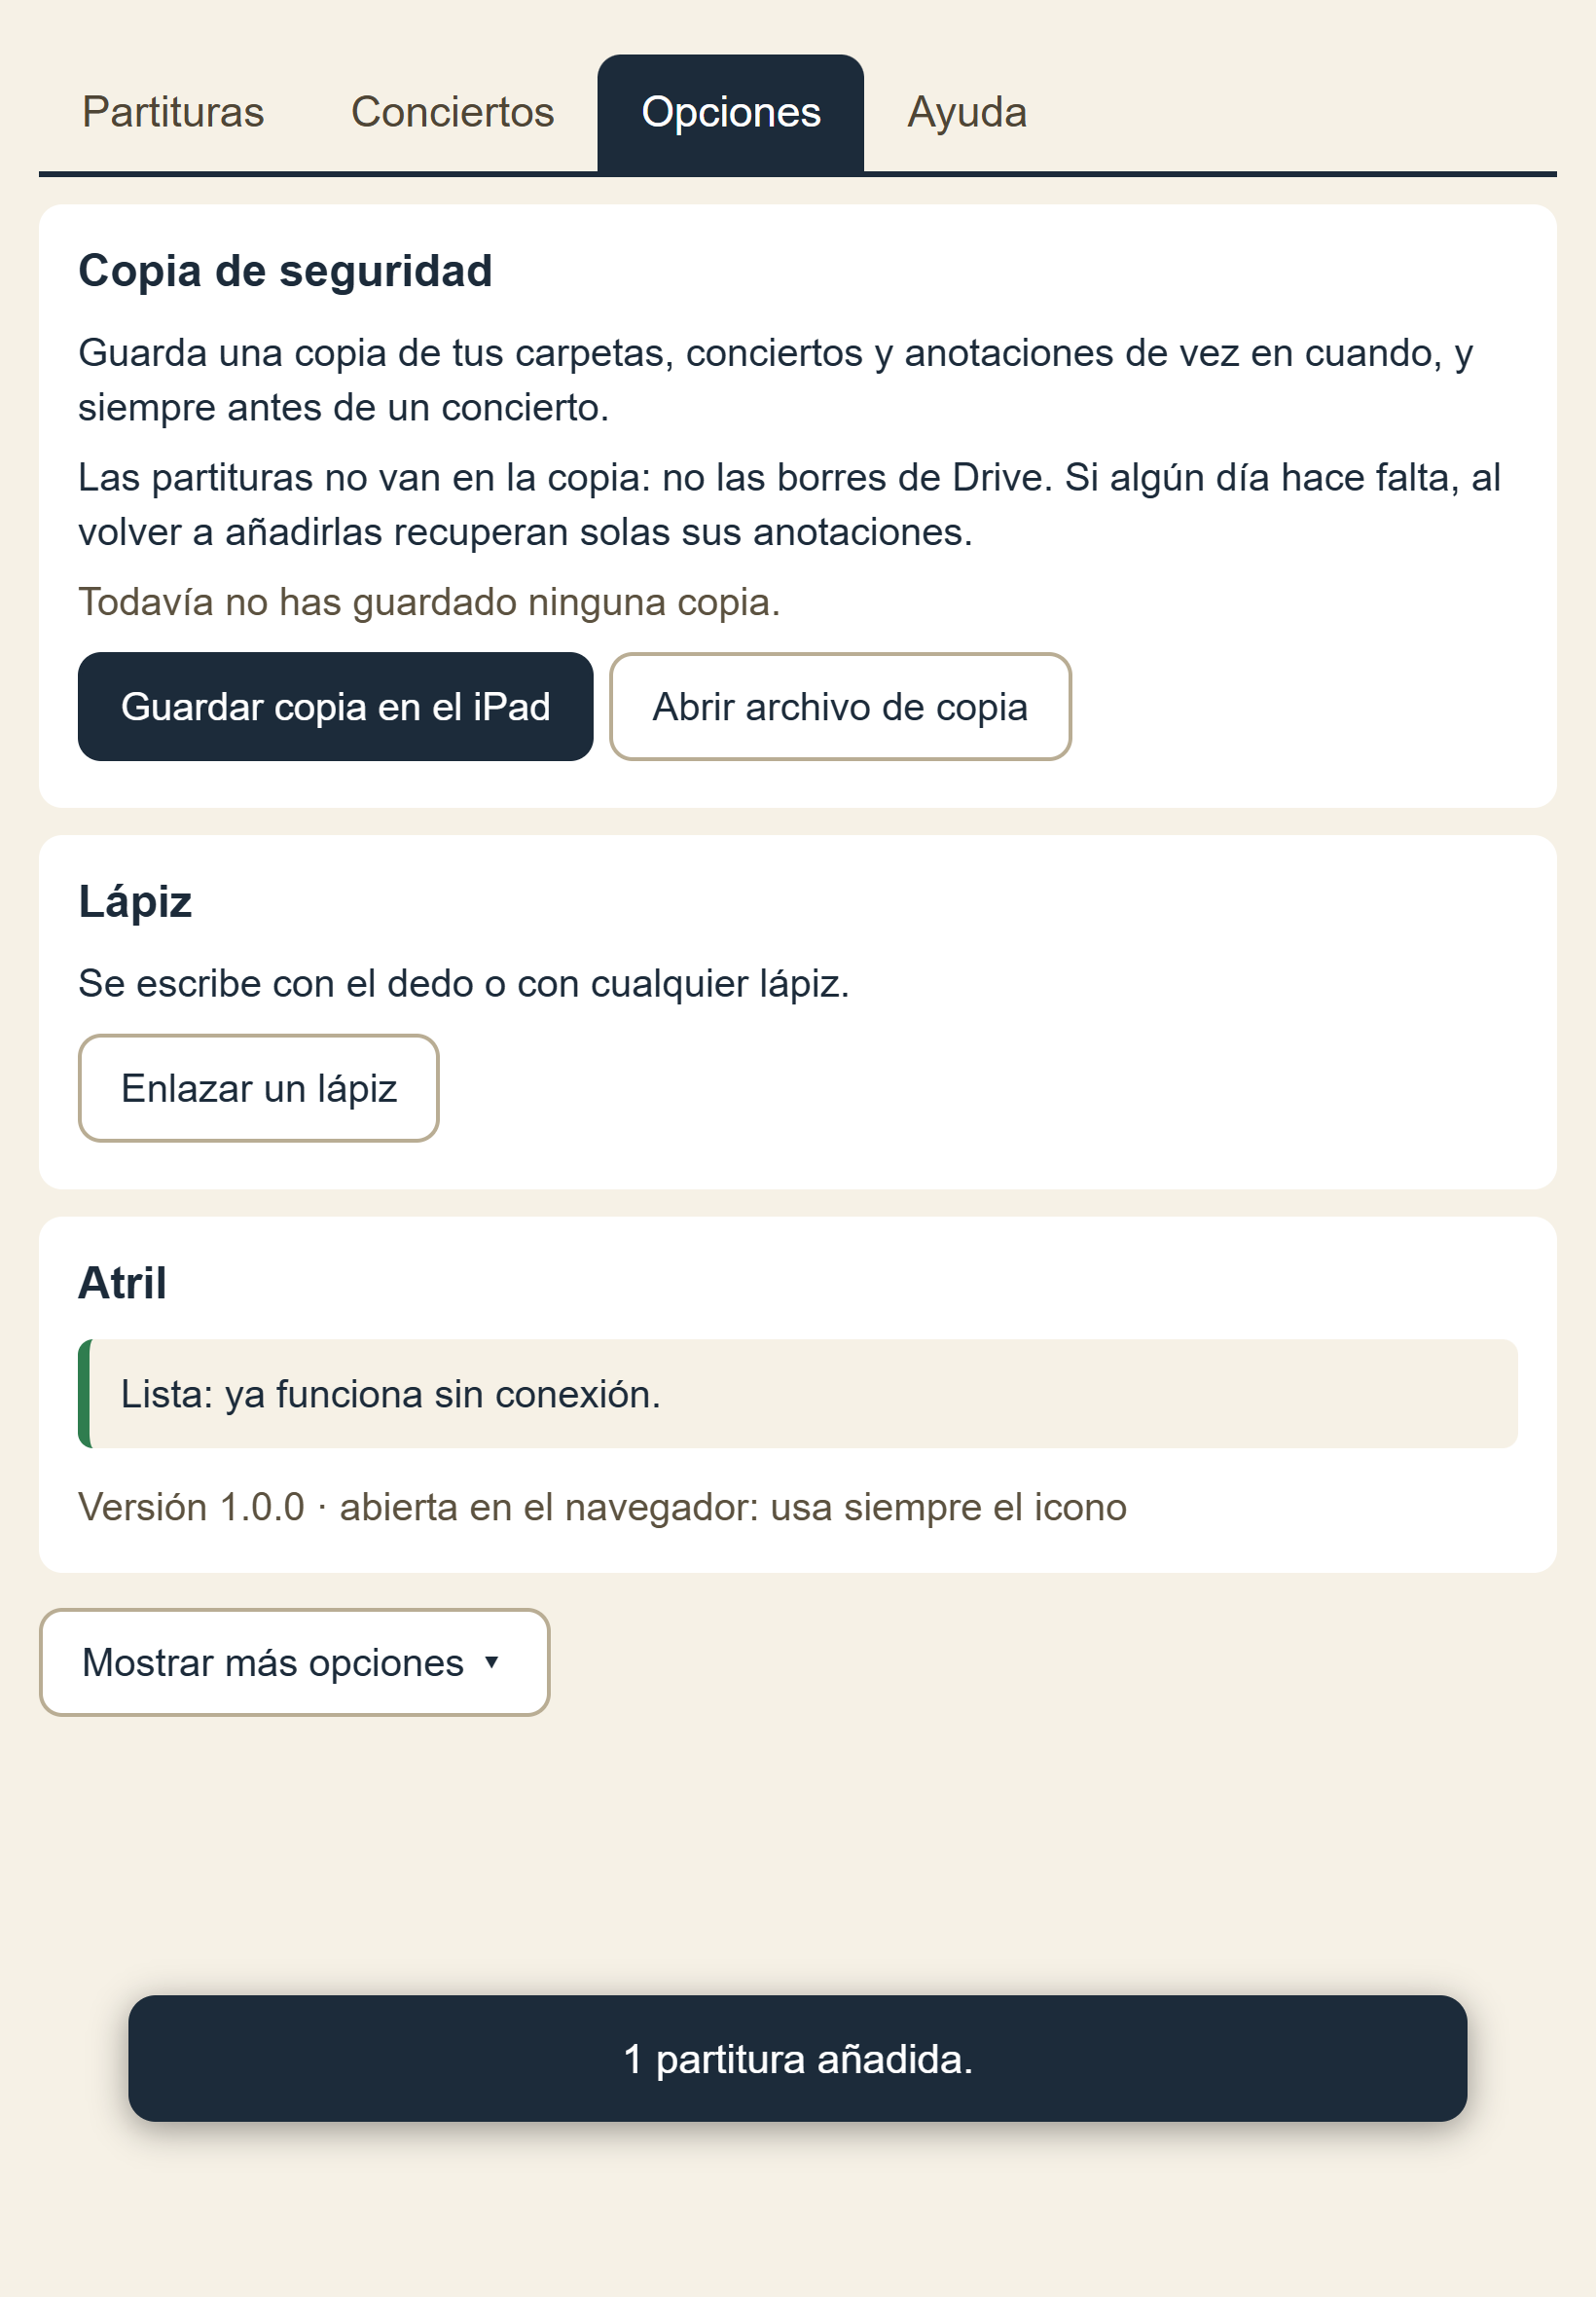 Partituras Conciertos Opciones Ayuda
Copia de seguridad
Guarda una copia de tus carpetas, conciertos y anotaciones de vez en cuando, y
siempre antes de un concierto.
Las partituras no van en la copia: no las borres de Drive. Si algún día hace falta, al
volver a añadirlas recuperan solas sus anotaciones.
Todavía no has guardado ninguna copia.
Guardar copia en el iPad Abrir archivo de copia
Lápiz
Se escribe con el dedo o con cualquier lápiz.
Enlazar un lápiz
Atril
Lista: ya funciona sin conexión.
Versión 1.0.0 · abierta en el navegador: usa siempre el icono
Mostrar más opciones ▼
1 partitura añadida.